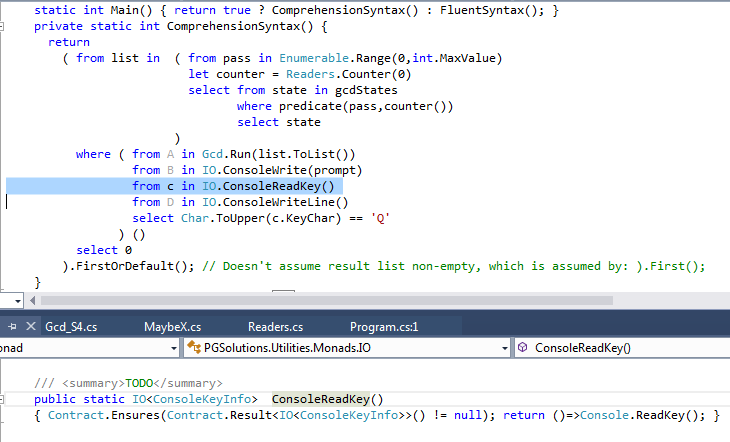 static int Main() { return true ? ComprehensionSyntax() : FluentSyntax(); }
private static int ComprehensionSyntax() {
return
( from list in ( from pass in Enumerable.Range(0,int.MaxValue)
let counter = Readers.Counter(0)
select from state in gcdStates
where predicate(pass,counter())
select state
)
where ( from A in Gcd.Run(list.ToList())
from B in IO.ConsoleWrite(prompt)
from c in IO.ConsoleReadKey()
from D in IO.ConsoleWriteLine()
select Char.ToUpper(c.KeyChar) == 'Q'
) ()
select 0
).FirstOrDefault(); // Doesn't assume result list non-empty, which is assumed by: ).First();
}
Gcd_S4.cs MaybeX.cs Readers.cs Program.cs:1
onad PGSolutions.Utilities.Monads.IO ConsoleReadKey()
/// <summary>TODO</summary>
public static IO<ConsoleKeyInfo> ConsoleReadKey()
{ Contract.Ensures(Contract.Result<IO<ConsoleKeyInfo>>() != null); return ()=>Console.ReadKey(); }